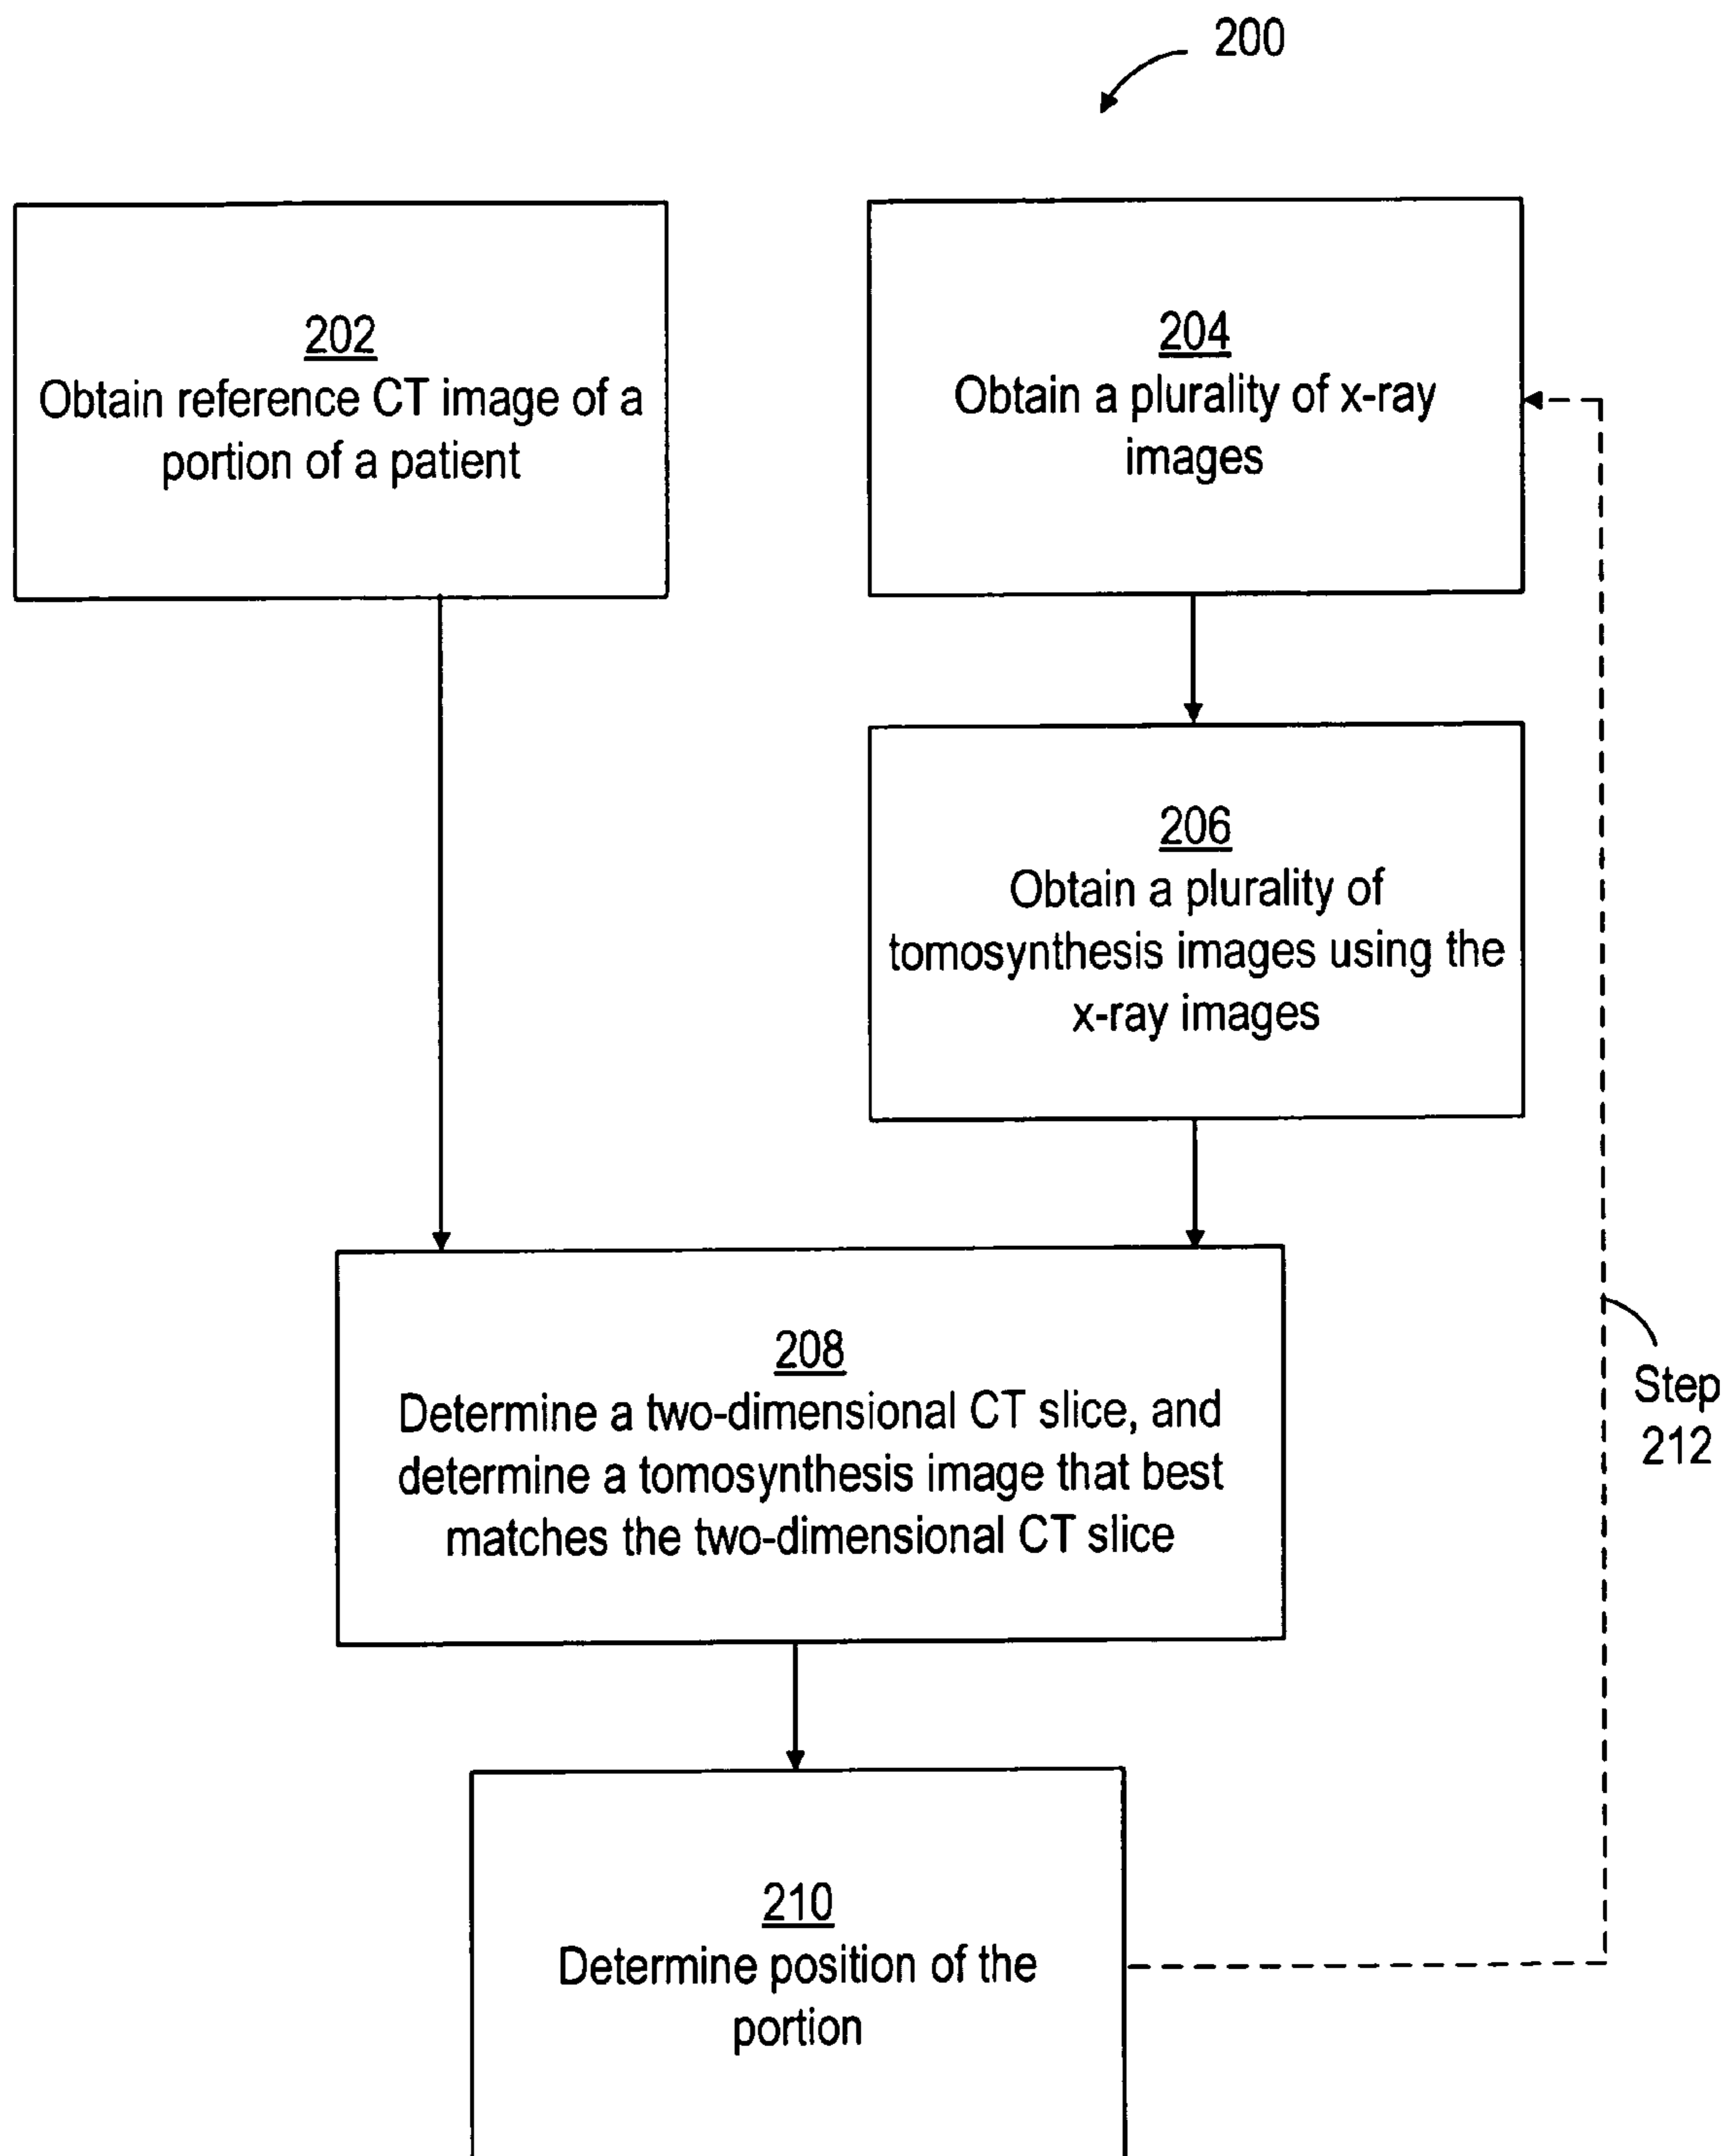 200
202
Obtain reference CT image of a
portion of a patient
204
Obtain a plurality of x-ray
images
206
Obtain a plurality of
tomosynthesis images using the
x-ray images
208
Determine a two-dimensional CT slice, and
determine a tomosynthesis image that best
matches the two-dimensional CT slice
Step
212
210
Determine position of the
portion